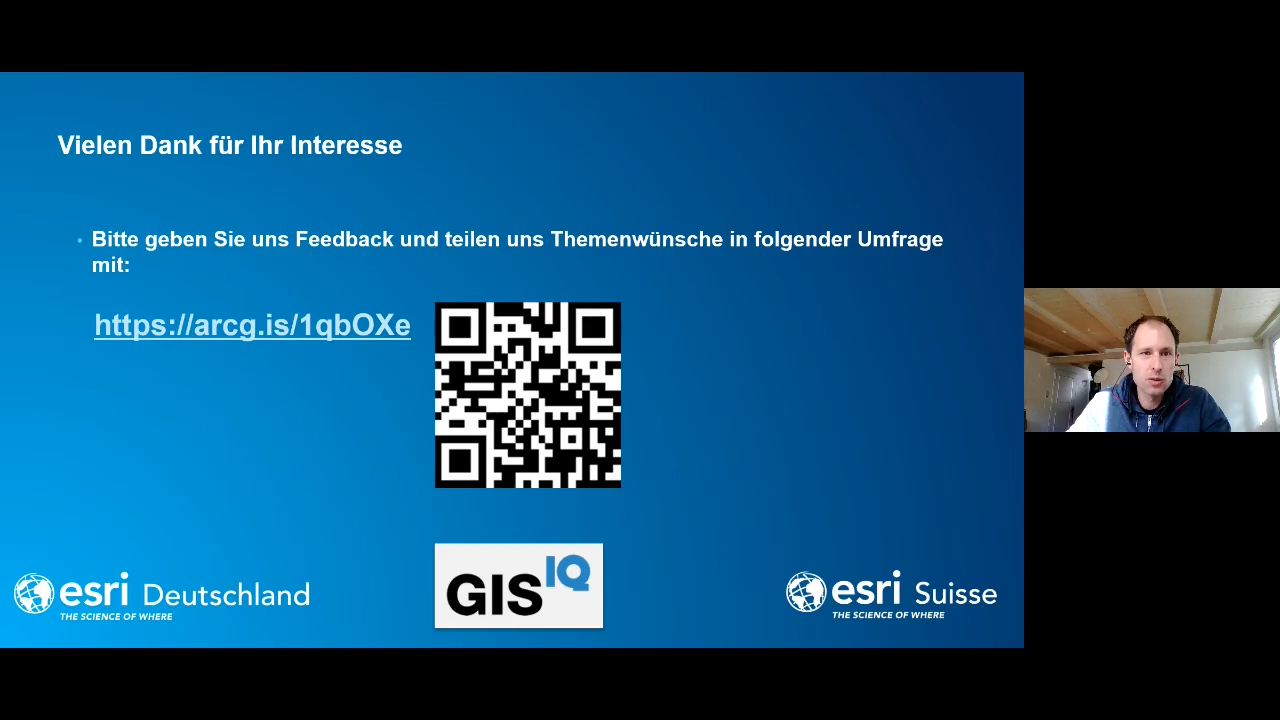 Vielen Dank für Ihr Interesse
• Bitte geben Sie uns Feedback und teilen uns Themenwünsche in folgender Umfrage
mit:
https://arcg.is/1qbOXe
esri Deutschland
THE SCIENCE OF WHERE
GIS IQ
esri Suisse
THE SCIENCE OF WHERE